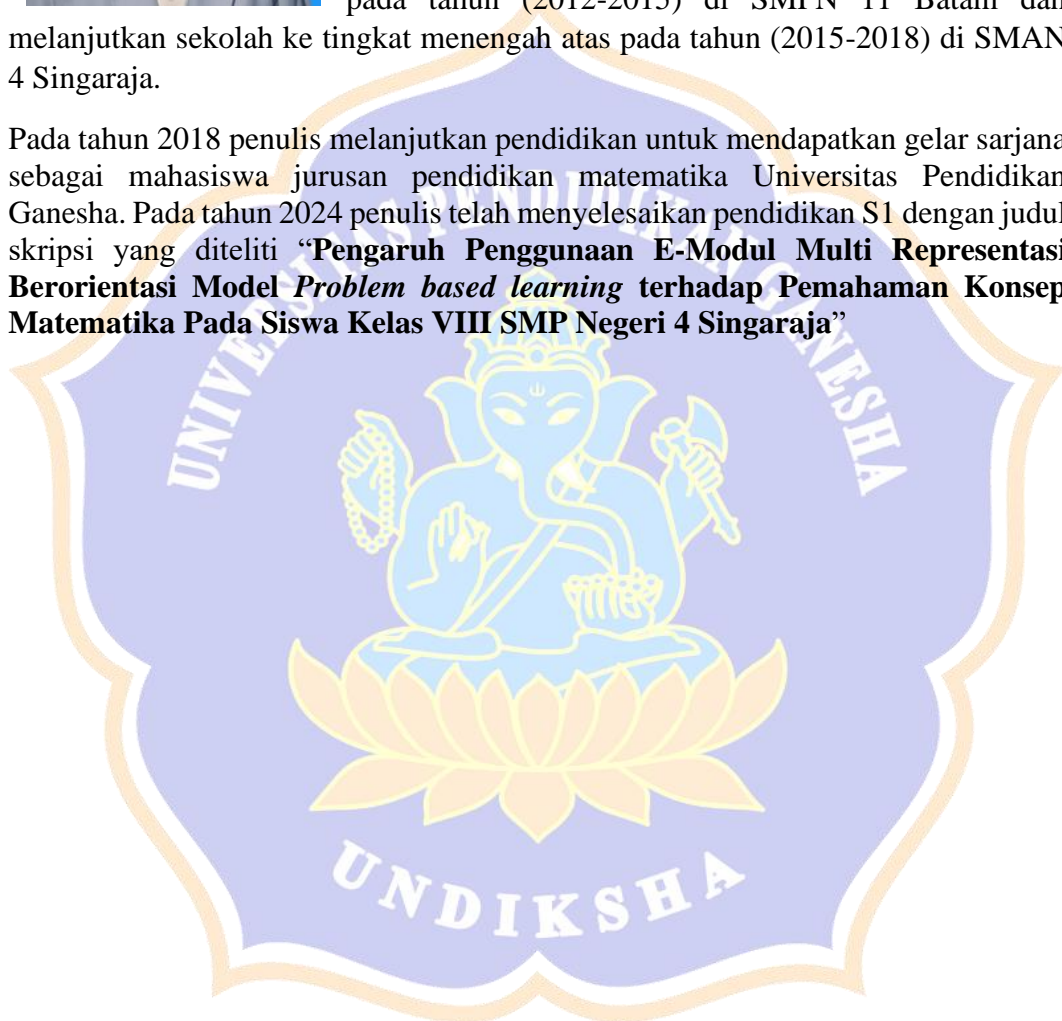 pada tahun (2012-2015) di SMPN 11 Batam dan
melanjutkan sekolah ke tingkat menengah atas pada tahun (2015-2018) di SMAN
4 Singaraja.
Pada tahun 2018 penulis melanjutkan pendidikan untuk mendapatkan gelar sarjana
sebagai mahasiswa jurusan pendidikan matematika Universitas Pendidikan
Ganesha. Pada tahun 2024 penulis telah menyelesaikan pendidikan S1 dengan judul
skripsi yang diteliti “Pengaruh Penggunaan E-Modul Multi Representasi
Berorientasi Model Problem based learning terhadap Pemahaman Konsep
Matematika Pada Siswa Kelas VIII SMP Negeri 4 Singaraja”
UNIVERSITAS PENDIDIKAN GANESHA
UNDIKSHA